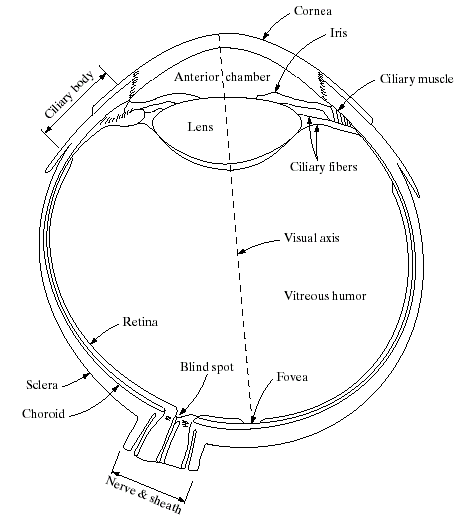 Cornea
Iris
Anterior chamber
Ciliary muscle
Ciliary body
Lens
Ciliary fibers
Visual axis
Vitreous humor
Retina
Blind spot
Fovea
Sclera
Choroid
Nerve & sheath